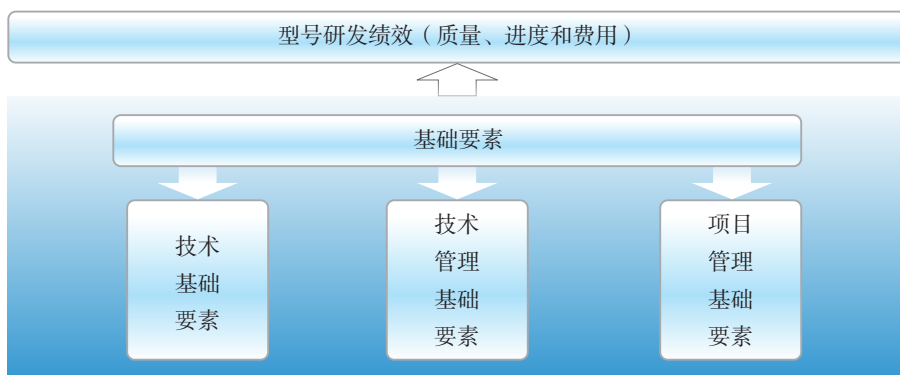 型号研发绩效（质量、进度和费用）
基础要素
技术
基础
要素
技术
管理
基础
要素
项目
管理
基础
要素